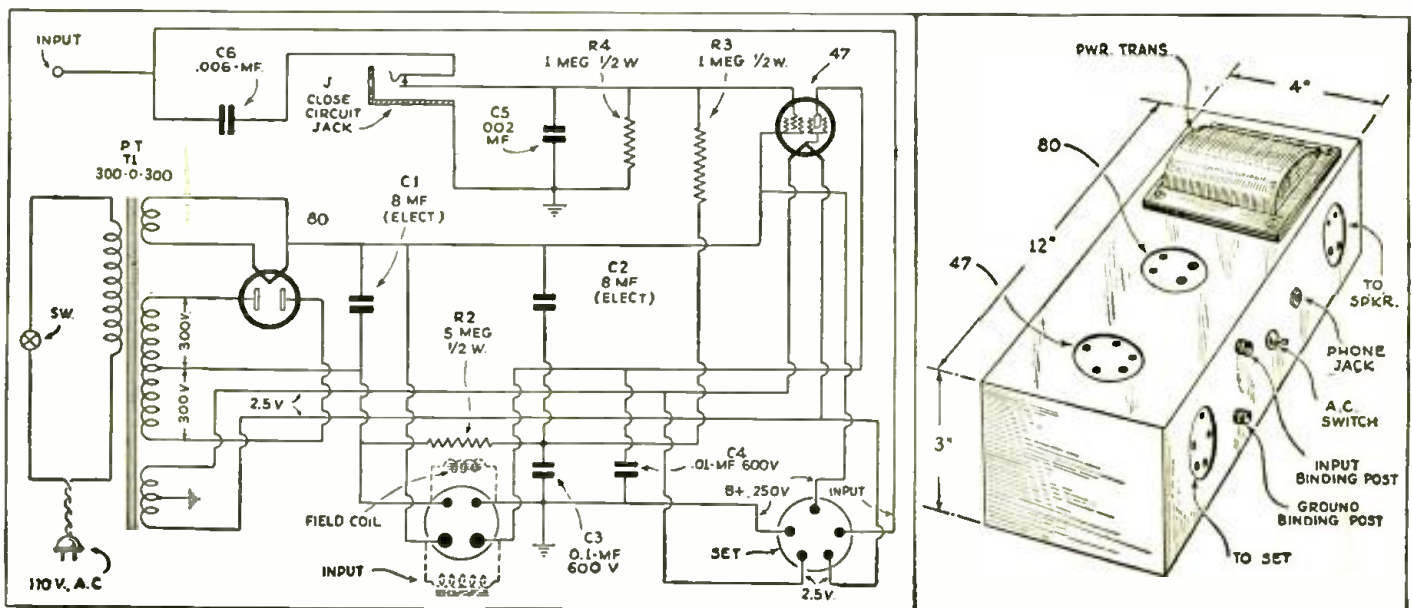 INPUT
C6
.006-MF.
J
CLOSE
CIRCUIT
JACK
C5
.002
MF
R4
1 MEG 1/2 W
R3
1 MEG 1/2 W.
47
PT
T1
300-0-300
C1
8 MF
(ELECT)
80
C2
8 MF
(ELECT)
SW.
300V.
300V.
R2
5 MEG
1/2 W.
2.5 V
C4
.01-MF 600V
B+ 250V
INPUT
FIELD COIL
C3
0.1-MF
600 V
SET
INPUT
2.5V.
110 V., A.C
PWR. TRANS.
4"
80
12"
47
TO
SPKR.
PHONE
JACK
3"
A.C.
SWITCH
INPUT
BINDING POST
GROUND
BINDING POST
TO SET